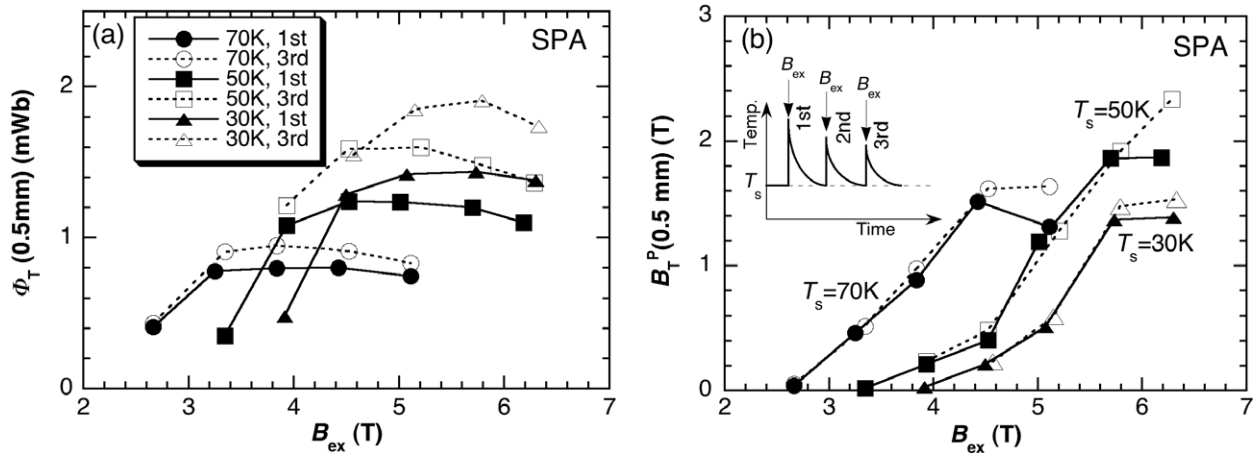 (a)
SPA
70K, 1st
70K, 3rd
50K, 1st
50K, 3rd
30K, 1st
30K, 3rd
Φ_T (0.5mm) (mWb)
2
1
0
2 3 4 5 6 7
B_ex (T)
(b)
SPA
B_T^P (0.5 mm) (T)
3
2
1
0
B_ex
B_ex
B_ex
1st
2nd
3rd
Temp.
T_s
Time
T_s=50K
T_s=70K
T_s=30K
2 3 4 5 6 7
B_ex (T)